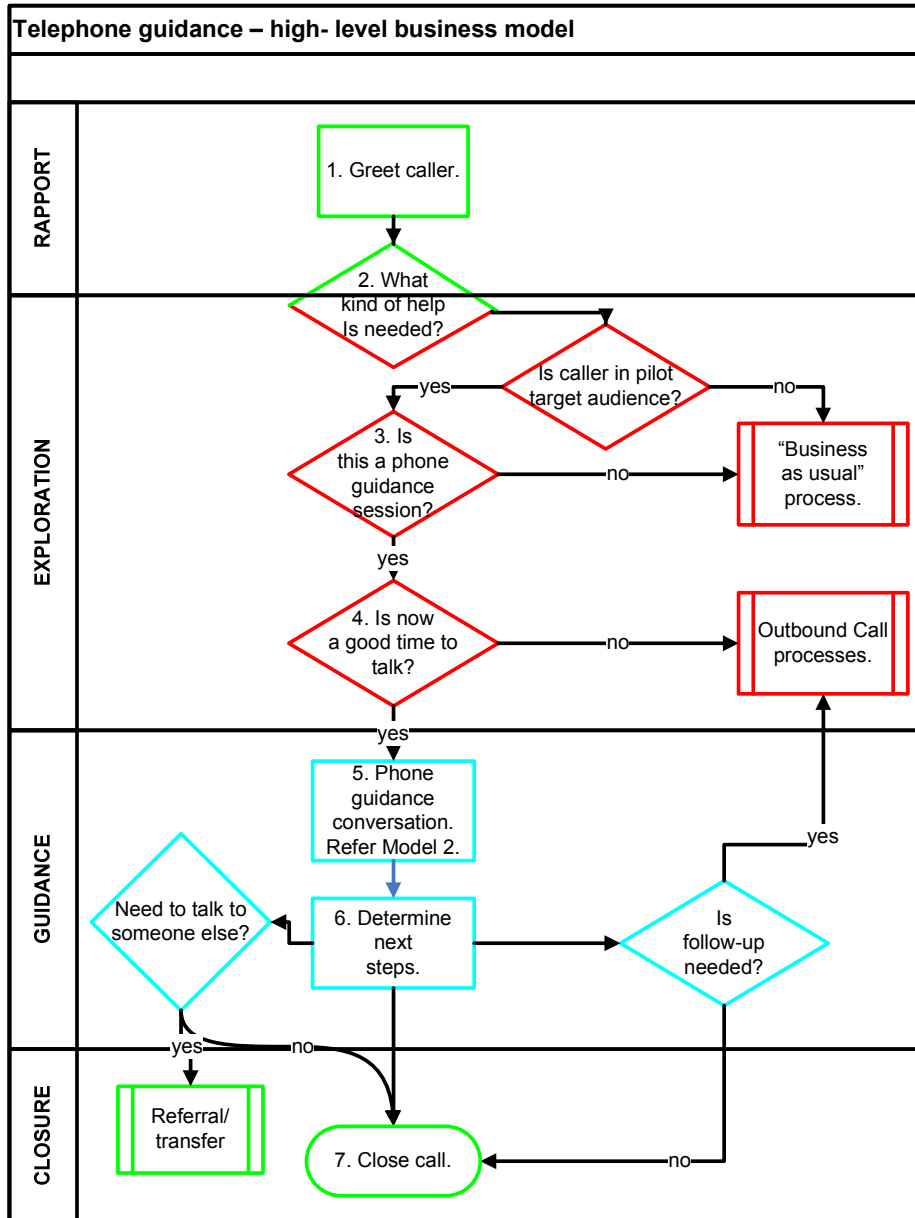 Telephone guidance – high- level business model
RAPPORT
1. Greet caller.
2. What
kind of help
Is needed?
EXPLORATION
Is caller in pilot
target audience?
yes
no
3. Is
this a phone
guidance
session?
no
“Business
as usual”
process.
yes
4. Is now
a good time to
talk?
no
Outbound Call
processes.
yes
GUIDANCE
5. Phone
guidance
conversation.
Refer Model 2.
yes
Need to talk to
someone else?
6. Determine
next
steps.
Is
follow-up
needed?
yes
no
CLOSURE
Referral/
transfer
7. Close call.
no